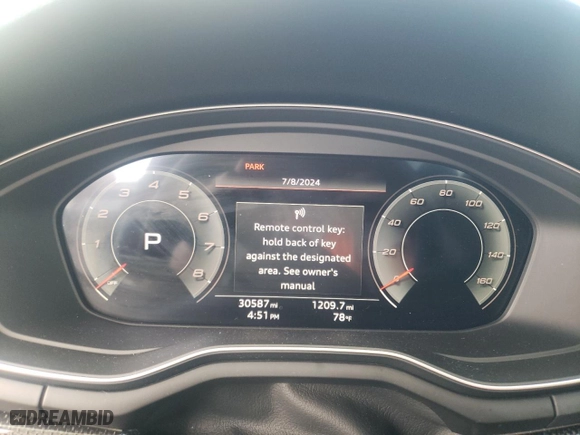 PARK
7/8/2024
Remote control key:
hold back of key
against the designated
area. See owner's
manual
30587 mi
1209.7 mi
4:51 PM
78°F
P
1 2 3 4 5 6 7 8
20 40 60 80 100 120 140 160
DREAMBID